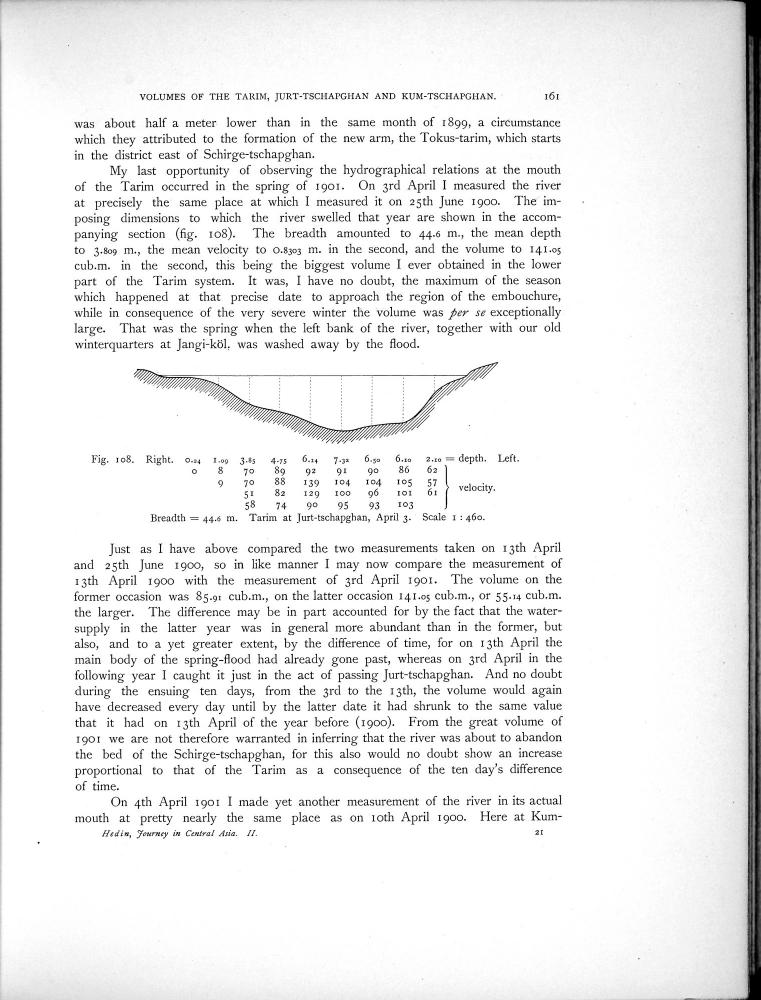 VOLUMES OF THE TARIM, JURT-TSCHAPGHAN AND KUM-TSCHAPGHAN. 161
was about half a meter lower than in the same month of 1899, a circumstance
which they attributed to the formation of the new arm, the Tokus-tarim, which starts
in the district east of Schirge-tschapghan.
My last opportunity of observing the hydrographical relations at the mouth
of the Tarim occurred in the spring of 1901. On 3rd April I measured the river
at precisely the same place at which I measured it on 25th June 1900. The im-
posing dimensions to which the river swelled that year are shown in the accom-
panying section (fig. 108). The breadth amounted to 44.6 m., the mean depth
to 3.809 m., the mean velocity to 0.8303 m. in the second, and the volume to 141.05
cub.m. in the second, this being the biggest volume I ever obtained in the lower
part of the Tarim system. It was, I have no doubt, the maximum of the season
which happened at that precise date to approach the region of the embouchure,
while in consequence of the very severe winter the volume was per se exceptionally
large. That was the spring when the left bank of the river, together with our old
winterquarters at Jangi-köl, was washed away by the flood.
Fig. 108. Right. 0.24 1.09 3.85 4.75 6.14 7.32 6.50 6.10 2.10 = depth. Left.
0 8 70 89 92 91 90 86 62
9 70 88 139 104 104 105 57
velocity.
51 82 129 100 96 101 61
58 74 90 95 93 103
Breadth = 44.6 m. Tarim at Jurt-tschapghan, April 3. Scale 1 : 460.
Just as I have above compared the two measurements taken on 13th April
and 25th June 1900, so in like manner I may now compare the measurement of
13th April 1900 with the measurement of 3rd April 1901. The volume on the
former occasion was 85.91 cub.m., on the latter occasion 141.05 cub.m., or 55.14 cub.m.
the larger. The difference may be in part accounted for by the fact that the water-
supply in the latter year was in general more abundant than in the former, but
also, and to a yet greater extent, by the difference of time, for on 13th April the
main body of the spring-flood had already gone past, whereas on 3rd April in the
following year I caught it just in the act of passing Jurt-tschapghan. And no doubt
during the ensuing ten days, from the 3rd to the 13th, the volume would again
have decreased every day until by the latter date it had shrunk to the same value
that it had on 13th April of the year before (1900). From the great volume of
1901 we are not therefore warranted in inferring that the river was about to abandon
the bed of the Schirge-tschapghan, for this also would no doubt show an increase
proportional to that of the Tarim as a consequence of the ten day's difference
of time.
On 4th April 1901 I made yet another measurement of the river in its actual
mouth at pretty nearly the same place as on 10th April 1900. Here at Kum-
Hedin, Journey in Central Asia. II. 21